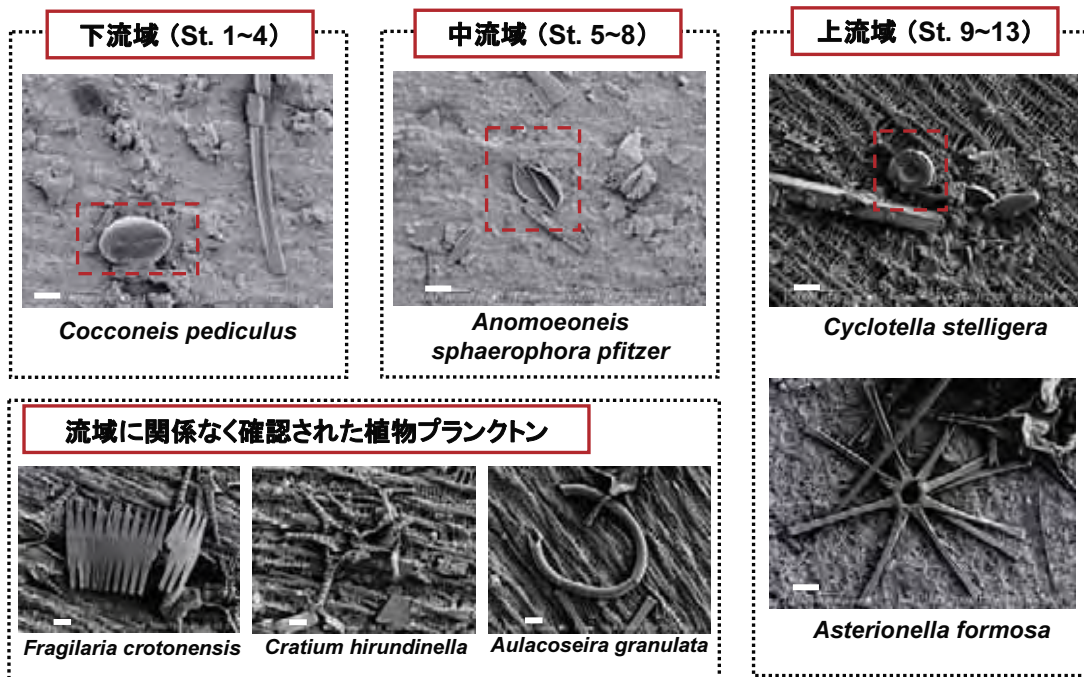 下流域 (St. 1~4)
Cocconeis pediculus
中流域 (St. 5~8)
Anomoeoneis
sphaerophora pfitzer
上流域 (St. 9~13)
Cyclotella stelligera
Asterionella formosa
流域に関係なく確認された植物プランクトン
Fragilaria crotonensis
Cratium hirundinella
Aulacoseira granulata